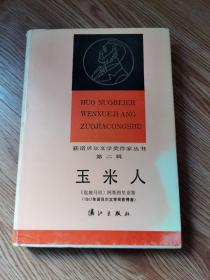 HUO NUOBEIER
WENXUEJIANG
ZUOJIACONGSHU
获诺贝尔文学奖作家丛书
第二辑
玉米人
〔危地马拉〕阿斯图里亚斯
(1967年诺贝尔文学奖获得者)
漓江出版社